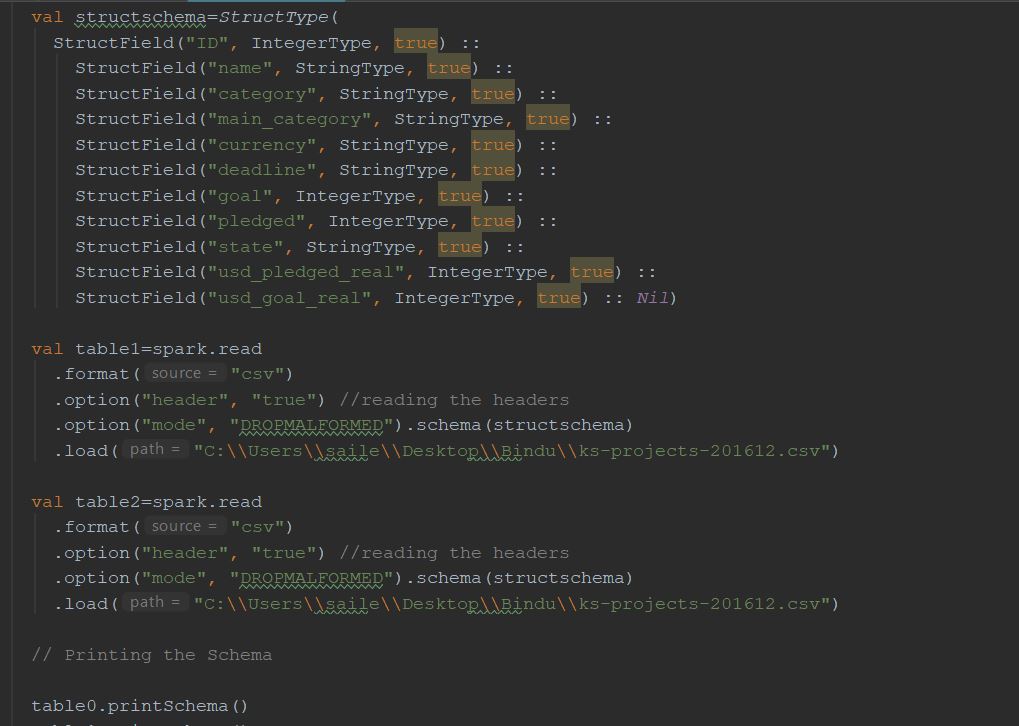 val structschema=StructType(
StructField("ID", IntegerType, true) ::
StructField("name", StringType, true) ::
StructField("category", StringType, true) ::
StructField("main_category", StringType, true) ::
StructField("currency", StringType, true) ::
StructField("deadline", StringType, true) ::
StructField("goal", IntegerType, true) ::
StructField("pledged", IntegerType, true) ::
StructField("state", StringType, true) ::
StructField("usd_pledged_real", IntegerType, true) ::
StructField("usd_goal_real", IntegerType, true) :: Nil)
val table1=spark.read
.format( source = "csv")
.option("header", "true") //reading the headers
.option("mode", "DROPMALFORMED").schema(structschema)
.load( path = "C:\\Users\\saile\\Desktop\\Bindu\\ks-projects-201612.csv")
val table2=spark.read
.format( source = "csv")
.option("header", "true") //reading the headers
.option("mode", "DROPMALFORMED").schema(structschema)
.load( path = "C:\\Users\\saile\\Desktop\\Bindu\\ks-projects-201612.csv")
// Printing the Schema
table0.printSchema()